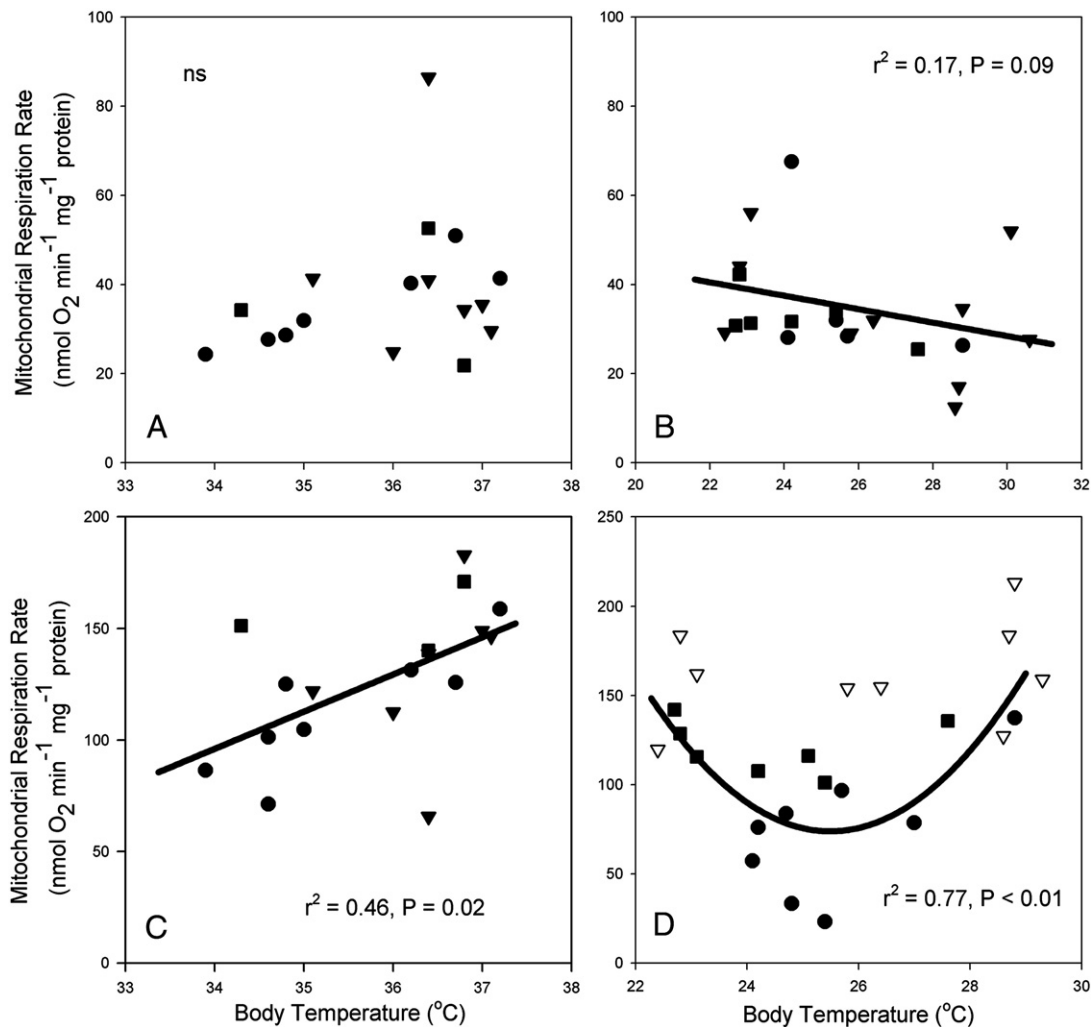 100
80
60
40
20
0
33 34 35 36 37 38
ns
A
Mitochondrial Respiration Rate
(nmol O2 min-1 mg-1 protein)
100
80
60
40
20
0
20 22 24 26 28 30 32
r2 = 0.17, P = 0.09
B
200
150
100
50
0
33 34 35 36 37 38
r2 = 0.46, P = 0.02
C
Mitochondrial Respiration Rate
(nmol O2 min-1 mg-1 protein)
Body Temperature (oC)
250
200
150
100
50
0
22 24 26 28 30
r2 = 0.77, P < 0.01
D
Body Temperature (oC)